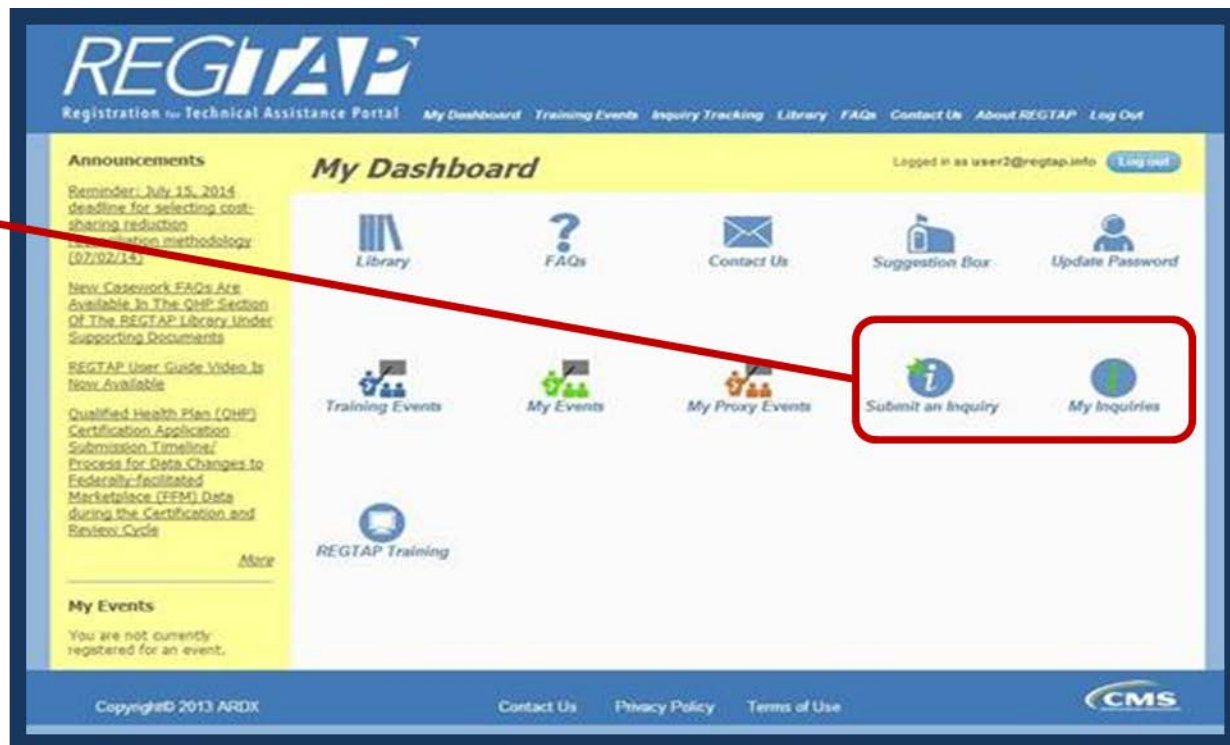 REGTAP
Registration for Technical Assistance Portal
My Dashboard Training Events Inquiry Tracking Library FAQs Contact Us About REGTAP Log Out
Announcements
Reminder: July 15, 2014
deadline for selecting cost-
sharing reduction
methodology
(07/02/14)
New Casework FAQs Are
Available In The QHP Section
Of The REGTAP Library Under
Supporting Documents
REGTAP User Guide Video Is
Now Available
Qualified Health Plan (QHP)
Certification Application
Submission Timeline/
Process for Data Changes to
Federally-facilitated
Marketplace (FFM) Data
during the Certification and
Review Cycle
More
My Events
You are not currently
registered for an event.
My Dashboard
Logged in as user2@regtap.info Log out
Library FAQs Contact Us Suggestion Box Update Password
Training Events My Events My Proxy Events Submit an Inquiry My Inquiries
REGTAP Training
Copyright© 2013 ARDX Contact Us Privacy Policy Terms of Use CMS